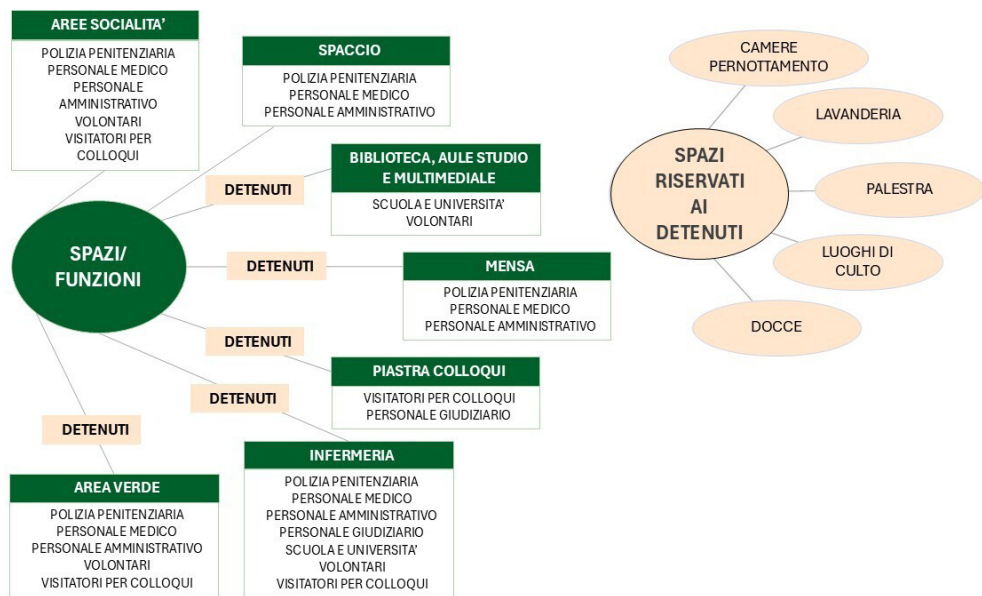 AREE SOCIALITA'
POLIZIA PENITENZIARIA
PERSONALE MEDICO
PERSONALE
AMMINISTRATIVO
VOLONTARI
VISITATORI PER
COLLOQUI
SPACCIO
POLIZIA PENITENZIARIA
PERSONALE MEDICO
PERSONALE AMMINISTRATIVO
DETENUTI
BIBLIOTECA, AULE STUDIO
E MULTIMEDIALE
SCUOLA E UNIVERSITA'
VOLONTARI
SPAZI/
FUNZIONI
DETENUTI
MENSA
POLIZIA PENITENZIARIA
PERSONALE MEDICO
PERSONALE AMMINISTRATIVO
DETENUTI
PIASTRA COLLOQUI
VISITATORI PER COLLOQUI
PERSONALE GIUDIZIARIO
DETENUTI
INFERMERIA
POLIZIA PENITENZIARIA
PERSONALE MEDICO
PERSONALE AMMINISTRATIVO
PERSONALE GIUDIZIARIO
SCUOLA E UNIVERSITA'
VOLONTARI
VISITATORI PER COLLOQUI
DETENUTI
AREA VERDE
POLIZIA PENITENZIARIA
PERSONALE MEDICO
PERSONALE AMMINISTRATIVO
VOLONTARI
VISITATORI PER COLLOQUI
SPAZI
RISERVATI
AI
DETENUTI
CAMERE
PERNOTTAMENTO
LAVANDERIA
PALESTRA
LUOGHI DI
CULTO
DOCCE